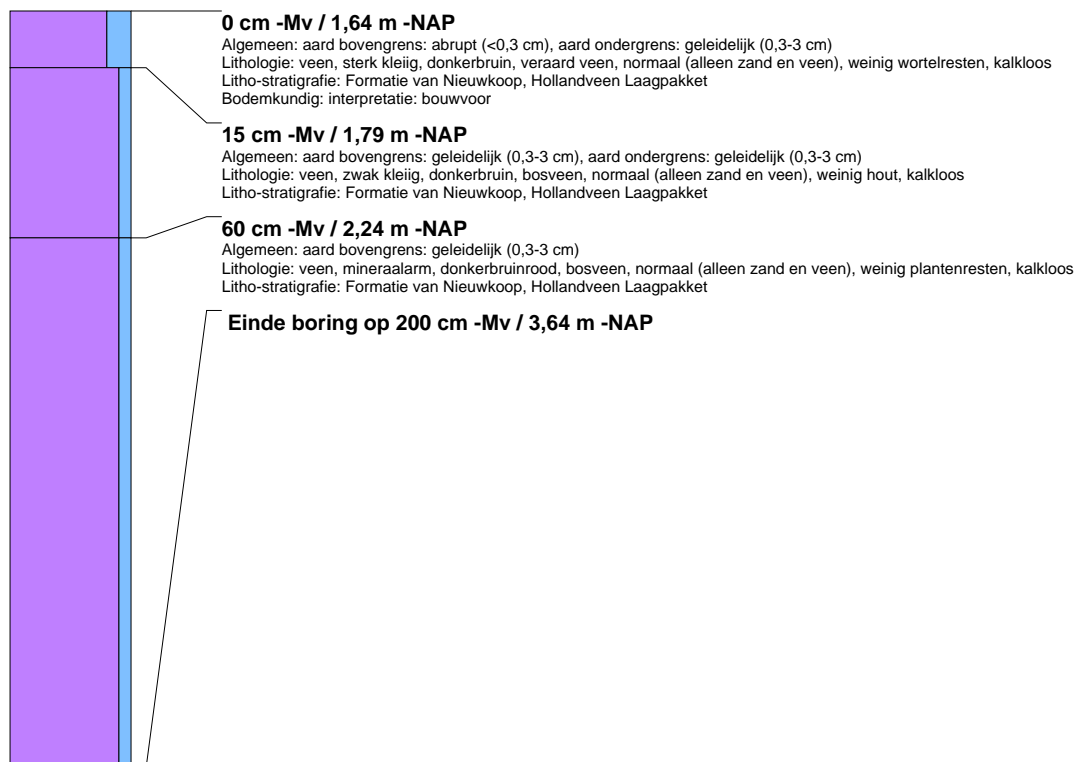 0 cm -Mv / 1,64 m -NAP
Algemeen: aard bovengrens: abrupt (<0,3 cm), aard ondergrens: geleidelijk (0,3-3 cm)
Lithologie: veen, sterk kleiig, donkerbruin, veraard veen, normaal (alleen zand en veen), weinig wortelresten, kalkloos
Litho-stratigrafie: Formatie van Nieuwkoop, Hollandveen Laagpakket
Bodemkundig: interpretatie: bouwvoor
15 cm -Mv / 1,79 m -NAP
Algemeen: aard bovengrens: geleidelijk (0,3-3 cm), aard ondergrens: geleidelijk (0,3-3 cm)
Lithologie: veen, zwak kleiig, donkerbruin, bosveen, normaal (alleen zand en veen), weinig hout, kalkloos
Litho-stratigrafie: Formatie van Nieuwkoop, Hollandveen Laagpakket
60 cm -Mv / 2,24 m -NAP
Algemeen: aard bovengrens: geleidelijk (0,3-3 cm)
Lithologie: veen, mineraalarm, donkerbruinrood, bosveen, normaal (alleen zand en veen), weinig plantenresten, kalkloos
Litho-stratigrafie: Formatie van Nieuwkoop, Hollandveen Laagpakket
Einde boring op 200 cm -Mv / 3,64 m -NAP